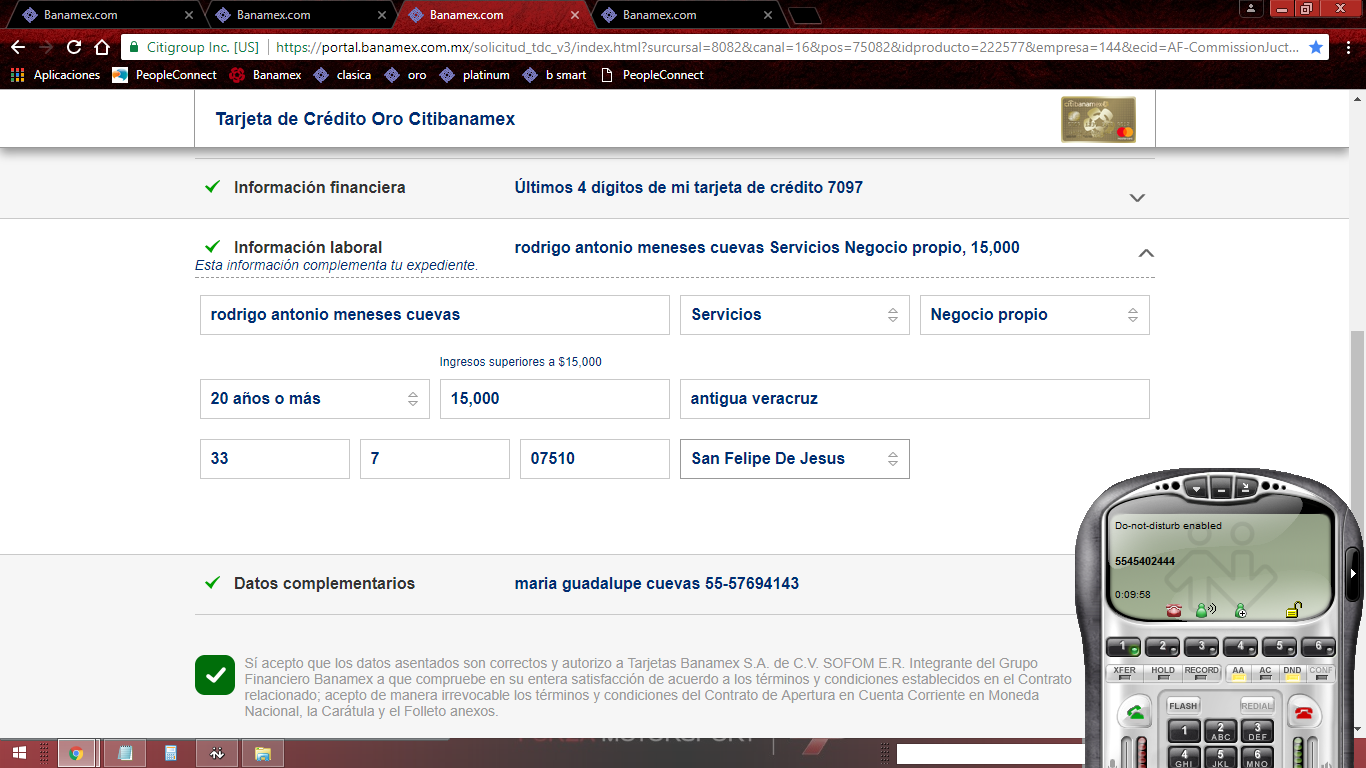 Banamex.com
Banamex.com
Banamex.com
Banamex.com
Citigroup Inc. [US] https://portal.banamex.com.mx/solicitud_tdc_v3/index.html?surcursal=8082&canal=16&pos=75082&idproducto=222577&empresa=144&ecid=AF-CommissionJuct...
Aplicaciones PeopleConnect Banamex clasica oro platinum b smart PeopleConnect
Tarjeta de Crédito Oro Citibanamex
citibanamex
mastercard
Información financiera Últimos 4 dígitos de mi tarjeta de crédito 7097
Información laboral rodrigo antonio meneses cuevas Servicios Negocio propio, 15,000
Esta información complementa tu expediente.
rodrigo antonio meneses cuevas Servicios Negocio propio
Ingresos superiores a $15,000
20 años o más 15,000 antigua veracruz
33 7 07510 San Felipe De Jesus
Datos complementarios maria guadalupe cuevas 55-57694143
Sí acepto que los datos asentados son correctos y autorizo a Tarjetas Banamex S.A. de C.V. SOFOM E.R. Integrante del Grupo
Financiero Banamex a que compruebe en su entera satisfacción de acuerdo a los términos y condiciones establecidos en el Contrato
relacionado; acepto de manera irrevocable los términos y condiciones del Contrato de Apertura en Cuenta Corriente en Moneda
Nacional, la Carátula y el Folleto anexos.
Do-not-disturb enabled
5545402444
0:09:58
1 2 3 4 5 6
XFER HOLD RECORD AA AC DND CONF
FLASH REDIAL
1 2 ABC 3 DEF
4 GHI 5 JKL 6 MNO
MOTORSPORT